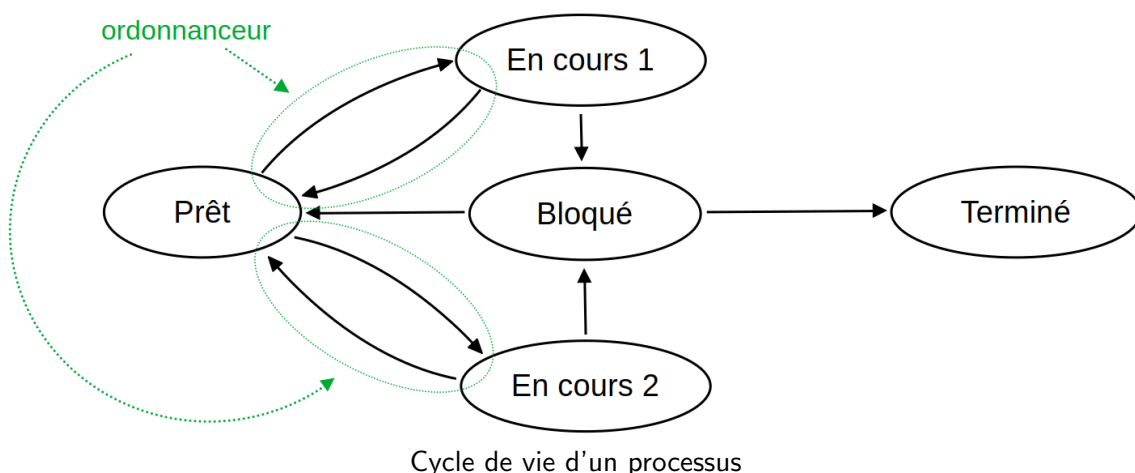 ordonnanceur
En cours 1
Prêt
Bloqué
Terminé
En cours 2
Cycle de vie d'un processus